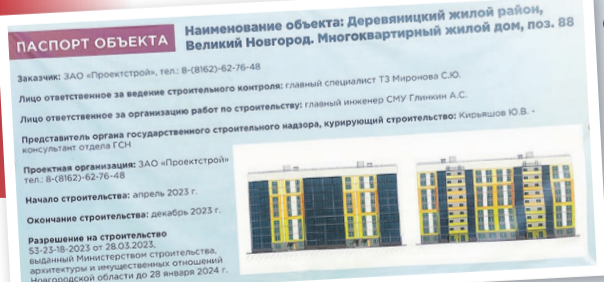 ПАСПОРТ ОБЪЕКТА
Наименование объекта: Деревяницкий жилой район,
Великий Новгород. Многоквартирный жилой дом, поз. 88
Заказчик: ЗАО «Проектстрой», тел.: 8-(8162)-62-76-48
Лицо ответственное за ведение строительного контроля: главный специалист ТЗ Миронова С.Ю.
Лицо ответственное за организацию работ по строительству: главный инженер СМУ Глинкин А.С.
Представитель органа государственного строительного надзора, курирующий строительство: Кирьяшов Ю.В. -
консультант отдела ГСН
Проектная организация: ЗАО «Проектстрой»
тел.: 8-(8162)-62-76-48
Начало строительства: апрель 2023 г.
Окончание строительства: декабрь 2023 г.
Разрешение на строительство
53-23-18-2023 от 28.03.2023,
выданный Министерством строительства,
архитектуры и имущественных отношений
Новгородской области до 28 января 2024 г.